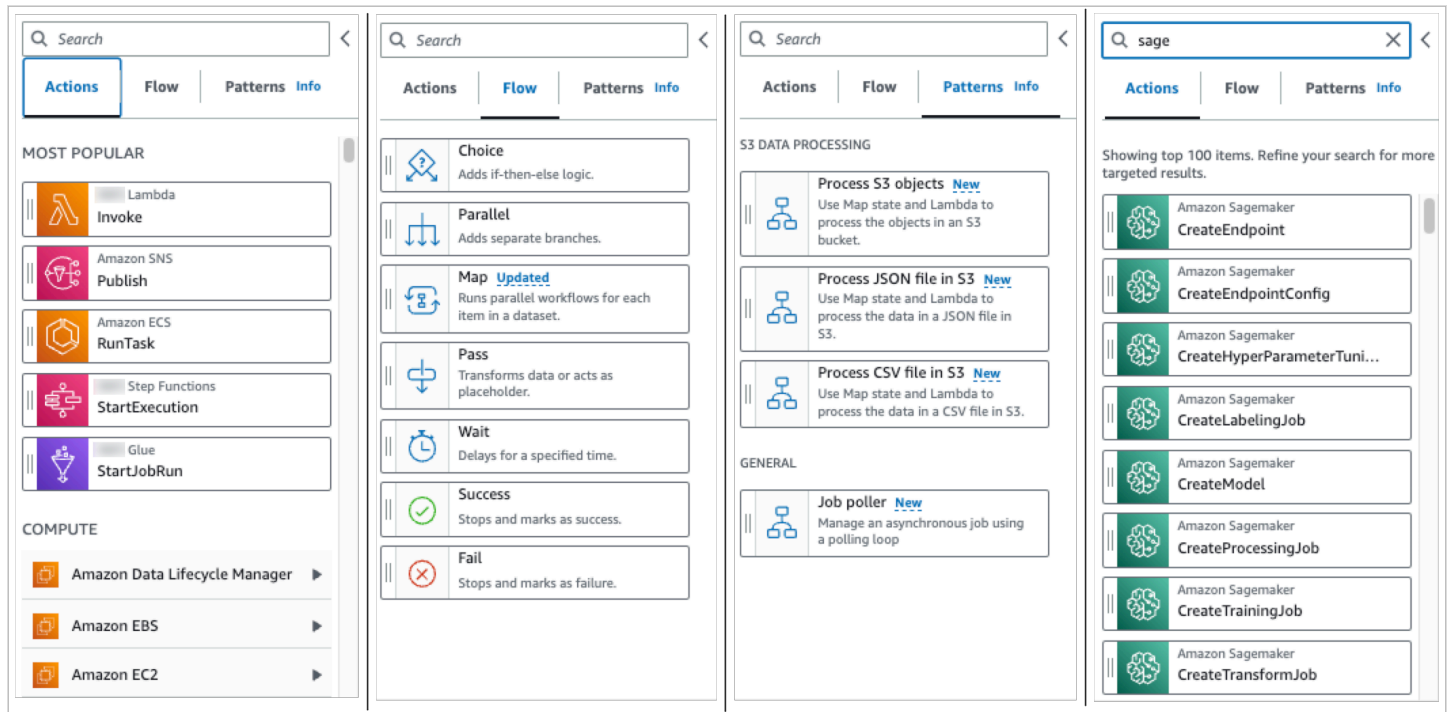 Search
Actions
Flow
Patterns Info
MOST POPULAR
Lambda
Invoke
Amazon SNS
Publish
Amazon ECS
RunTask
Step Functions
StartExecution
Glue
StartJobRun
COMPUTE
Amazon Data Lifecycle Manager
Amazon EBS
Amazon EC2
Search
Actions
Flow
Patterns Info
Choice
Adds if-then-else logic.
Parallel
Adds separate branches.
Map Updated
Runs parallel workflows for each
item in a dataset.
Pass
Transforms data or acts as
placeholder.
Wait
Delays for a specified time.
Success
Stops and marks as success.
Fail
Stops and marks as failure.
Search
Actions
Flow
Patterns Info
S3 DATA PROCESSING
Process S3 objects New
Use Map state and Lambda to
process the objects in an S3
bucket.
Process JSON file in S3 New
Use Map state and Lambda to
process the data in a JSON file in
S3.
Process CSV file in S3 New
Use Map state and Lambda to
process the data in a CSV file in S3.
GENERAL
Job poller New
Manage an asynchronous job using
a polling loop
sage
Actions
Flow
Patterns Info
Showing top 100 items. Refine your search for more
targeted results.
Amazon Sagemaker
CreateEndpoint
Amazon Sagemaker
CreateEndpointConfig
Amazon Sagemaker
CreateHyperParameterTuni...
Amazon Sagemaker
CreateLabelingJob
Amazon Sagemaker
CreateModel
Amazon Sagemaker
CreateProcessingJob
Amazon Sagemaker
CreateTrainingJob
Amazon Sagemaker
CreateTransformJob